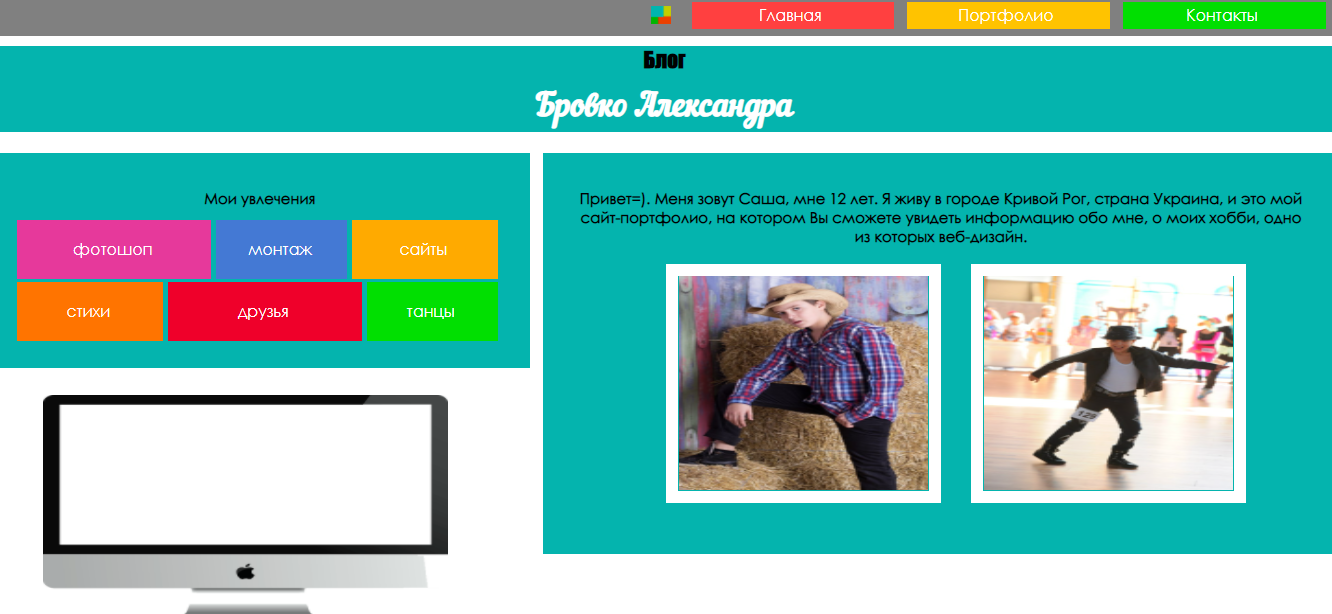 Главная Портфолио Контакты
Блог
Бровко Александра
Мои увлечения
фотошоп монтаж сайты
стихи друзья танцы
Привет=). Меня зовут Саша, мне 12 лет. Я живу в городе Кривой Рог, страна Украина, и это мой
сайт-портфолио, на котором Вы сможете увидеть информацию обо мне, о моих хобби, одно
из которых веб-дизайн.